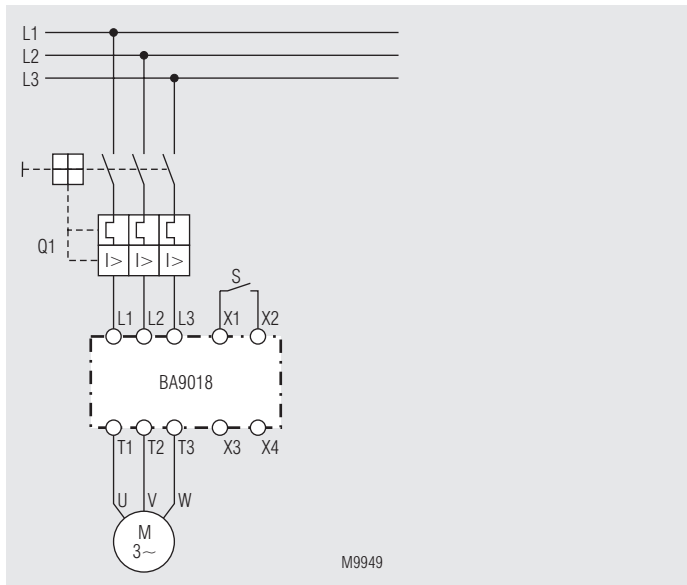 L1
L2
L3
Q1
I> I> I>
S
L1 L2 L3 X1 X2
BA9018
T1 T2 T3 X3 X4
U V W
M
3~
M9949